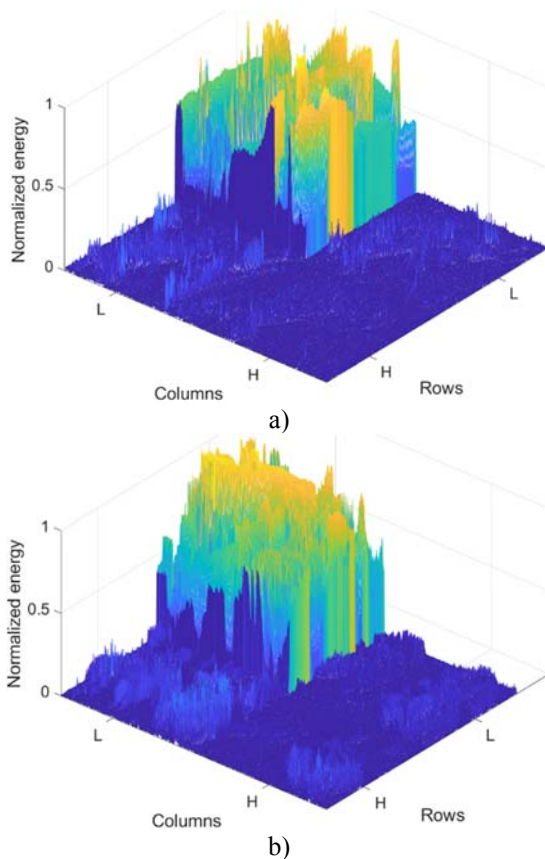 1
Normalized energy
0.5
0
L
L
H
H
Columns
Rows
a)
1
Normalized energy
0.5
0
L
L
H
H
Columns
Rows
b)